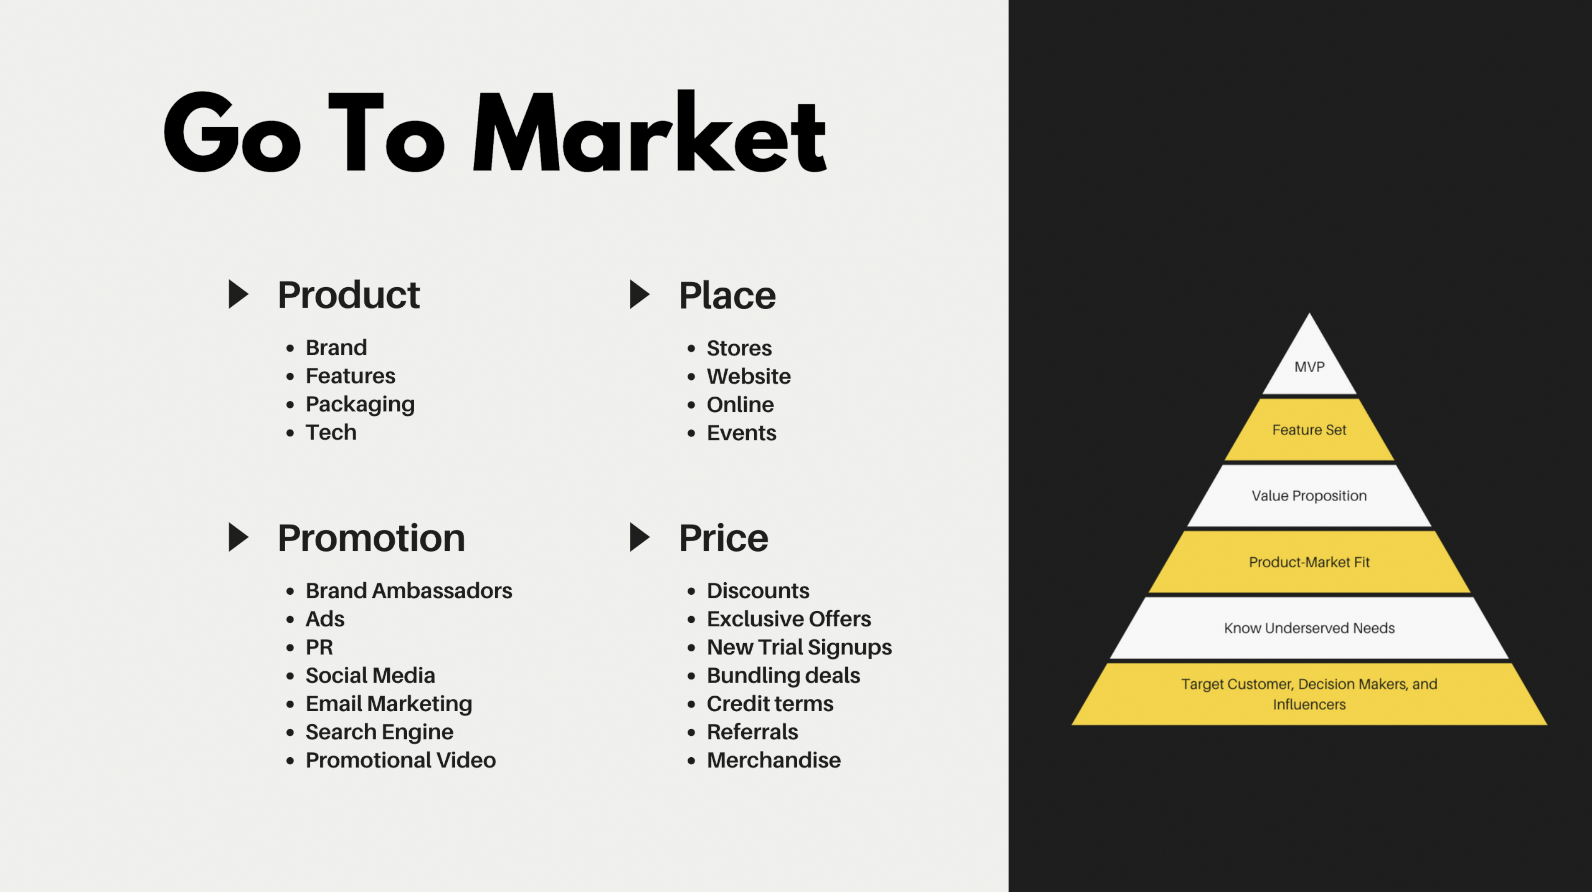 Go To Market
Product
Brand
Features
Packaging
Tech
Place
Stores
Website
Online
Events
Promotion
Brand Ambassadors
Ads
PR
Social Media
Email Marketing
Search Engine
Promotional Video
Price
Discounts
Exclusive Offers
New Trial Signups
Bundling deals
Credit terms
Referrals
Merchandise
MVP
Feature Set
Value Proposition
Product-Market Fit
Know Underserved Needs
Target Customer, Decision Makers, and
Influencers